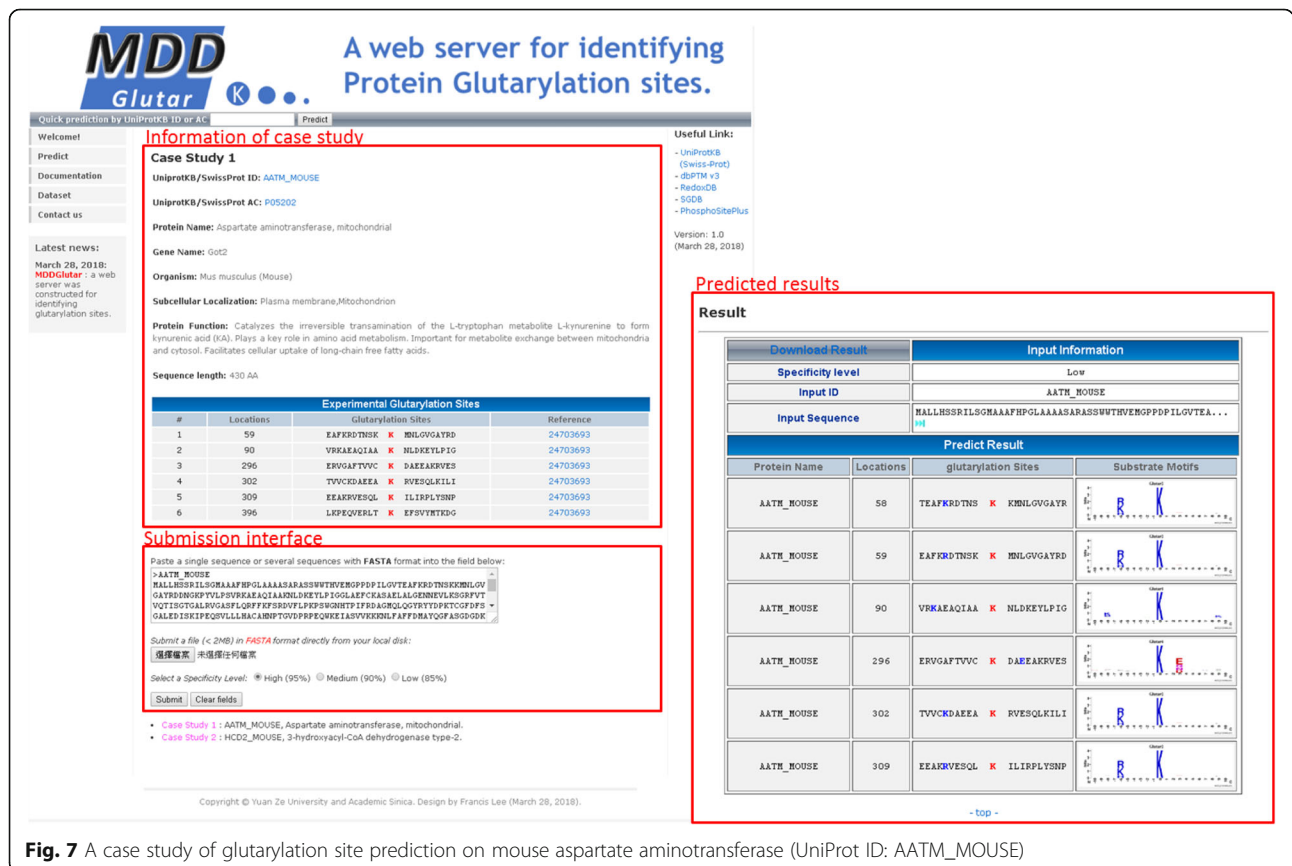 MDD
Glutar K
A web server for identifying
Protein Glutarylation sites.
Quick prediction by UniProtKB ID or AC Predict
Welcome!
Predict
Documentation
Dataset
Contact us
Latest news:
March 28, 2018:
MDDGlutar : a web
server was
constructed for
identifying
glutarylation sites.
Information of case study
Case Study 1
UniprotKB/SwissProt ID: AATM_MOUSE
UniprotKB/SwissProt AC: P05202
Protein Name: Aspartate aminotransferase, mitochondrial
Gene Name: Got2
Organism: Mus musculus (Mouse)
Subcellular Localization: Plasma membrane,Mitochondrion
Protein Function: Catalyzes the irreversible transamination of the L-tryptophan metabolite L-kynurenine to form
kynurenic acid (KA). Plays a key role in amino acid metabolism. Important for metabolite exchange between mitochondria
and cytosol. Facilitates cellular uptake of long-chain free fatty acids.
Sequence length: 430 AA
Experimental Glutarylation Sites
# Locations Glutarylation Sites Reference
1 59 EAFKRDTNSK K MNLGVGAYRD 24703693
2 90 VRKAEAQIAA K NLDKEYLPIG 24703693
3 296 ERVGAFTVVC K DAEEAKRVES 24703693
4 302 TVVCKDAEEA K RVESQLKILI 24703693
5 309 EEAKRVESQL K ILIRPLYSNP 24703693
6 396 LKPEQVERLT K EFSVYMTKDG 24703693
Submission interface
Paste a single sequence or several sequences with FASTA format into the field below:
>AATM_MOUSE
MALLHSSRILSGMAAAFHPGLAAAASARASSWWTHVEMGPPDPILGVTEAFKRDTNSKKMNLGV
GAYRDDNGKPYVLPSVRKAEAQIAAKNLDKEYLPIGGLAEFCKASAELALGENNEVLKSGRFVT
VQTISGTGALRVGASFLQRFFKFSRDVFLPKPSWGNHTPIFRDAGMQLQGYRYYDPKTCGFDFS
GALEDISKIPEQSVLLLHACAHNPTGVDPRPEQWKEIASVVKKKNLFAFFDMAYQGFASGDGDK
Submit a file (< 2MB) in FASTA format directly from your local disk:
選擇檔案 未選擇任何檔案
Select a Specificity Level: High (95%) Medium (90%) Low (85%)
Submit Clear fields
• Case Study 1 : AATM_MOUSE, Aspartate aminotransferase, mitochondrial.
• Case Study 2 : HCD2_MOUSE, 3-hydroxyacyl-CoA dehydrogenase type-2.
Copyright © Yuan Ze University and Academic Sinica. Design by Francis Lee (March 28, 2018).
Useful Link:
- UniProtKB
(Swiss-Prot)
- dbPTM v3
- RedoxDB
- SGDB
- PhosphoSitePlus
Version: 1.0
(March 28, 2018)
Predicted results
Result
Download Result Input Information
Specificity level Low
Input ID AATM_MOUSE
Input Sequence MALLHSSRILSGMAAAFHPGLAAAASARASSWWTHVEMGPPDPILGVTEA...
Predict Result
Protein Name Locations glutarylation Sites Substrate Motifs
AATM_MOUSE 58 TEAFKRDTNS K KMNLGVGAYR
AATM_MOUSE 59 EAFKRDTNSK K MNLGVGAYRD
AATM_MOUSE 90 VRKAEAQIAA K NLDKEYLPIG
AATM_MOUSE 296 ERVGAFTVVC K DAEEAKRVES
AATM_MOUSE 302 TVVCKDAEEA K RVESQLKILI
AATM_MOUSE 309 EEAKRVESQL K ILIRPLYSNP
- top -
Fig. 7 A case study of glutarylation site prediction on mouse aspartate aminotransferase (UniProt ID: AATM_MOUSE)